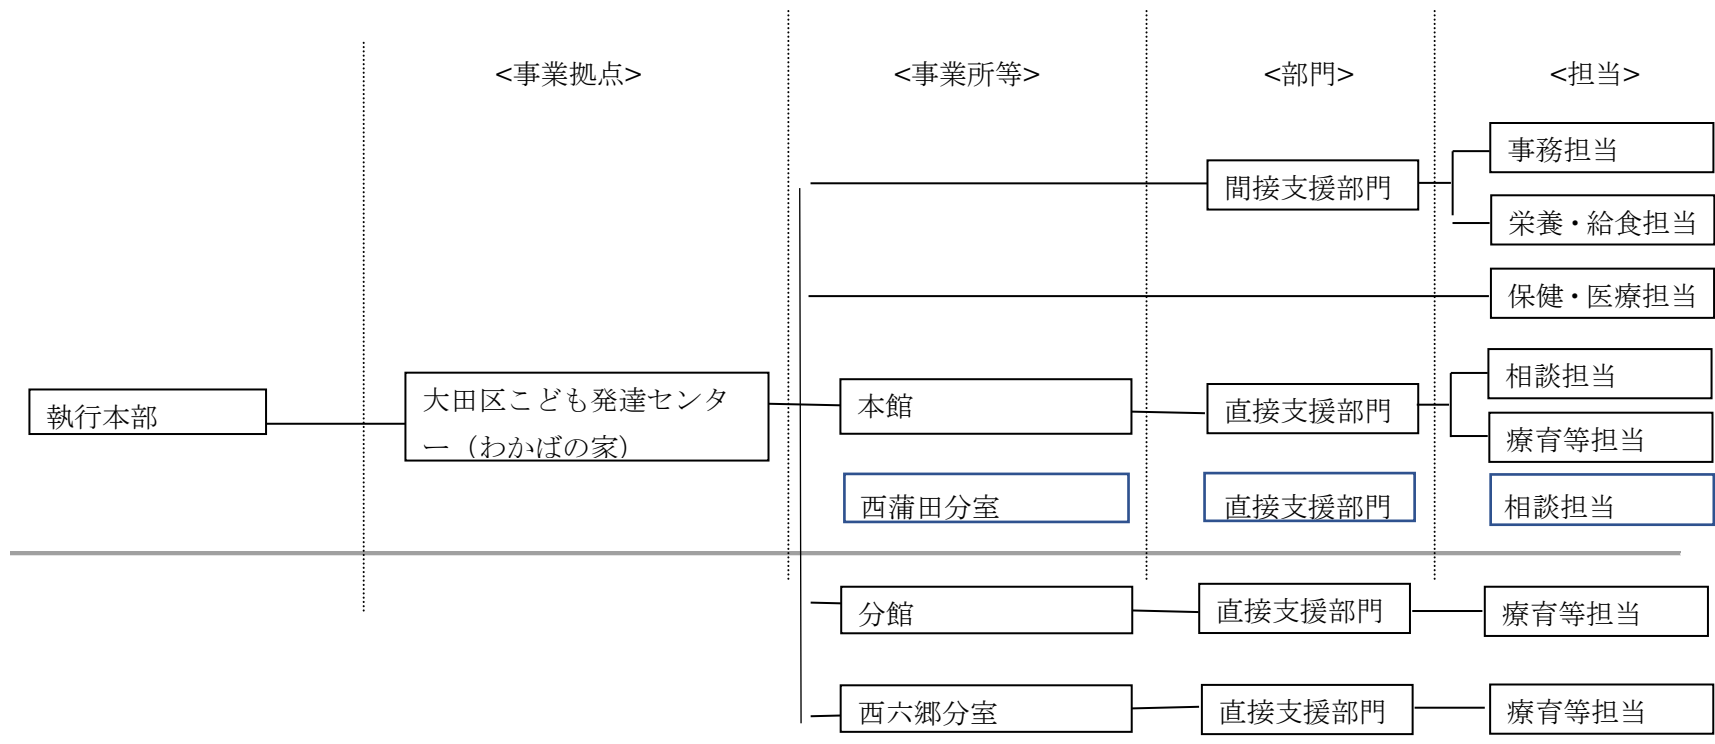 <事業拠点>
<事業所等>
<部門>
<担当>
事務担当
間接支援部門
栄養・給食担当
保健・医療担当
執行本部
大田区こども発達センタ
ー（わかばの家）
本館
直接支援部門
相談担当
療育等担当
西蒲田分室
直接支援部門
相談担当
分館
直接支援部門
療育等担当
西六郷分室
直接支援部門
療育等担当